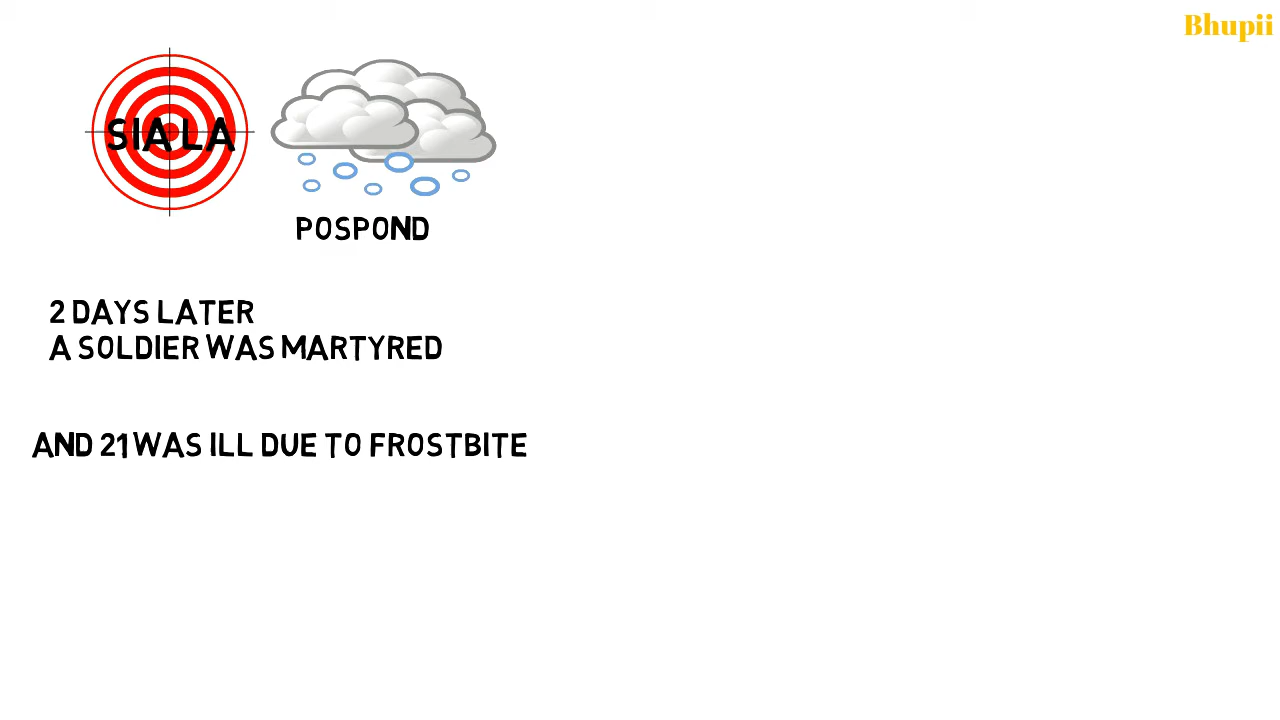 Bhupii
SIA LA
POSPOND
2 DAYS LATER
A SOLDIER WAS MARTYRED
AND 21 WAS ILL DUE TO FROSTBITE